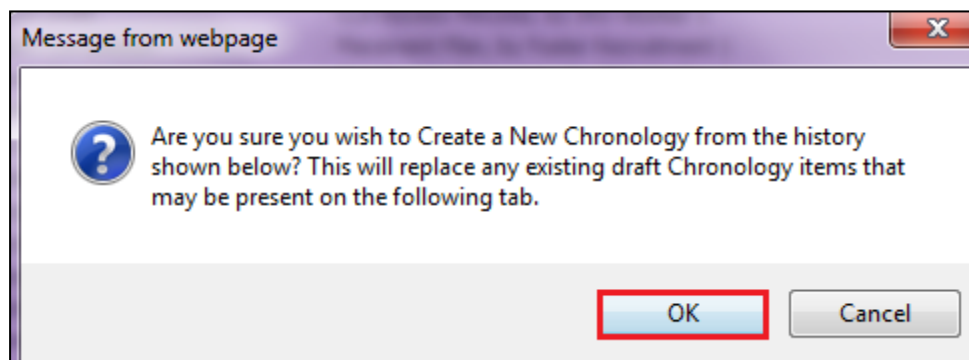 Message from webpage
X
Are you sure you wish to Create a New Chronology from the history
shown below? This will replace any existing draft Chronology items that
may be present on the following tab.
OK
Cancel